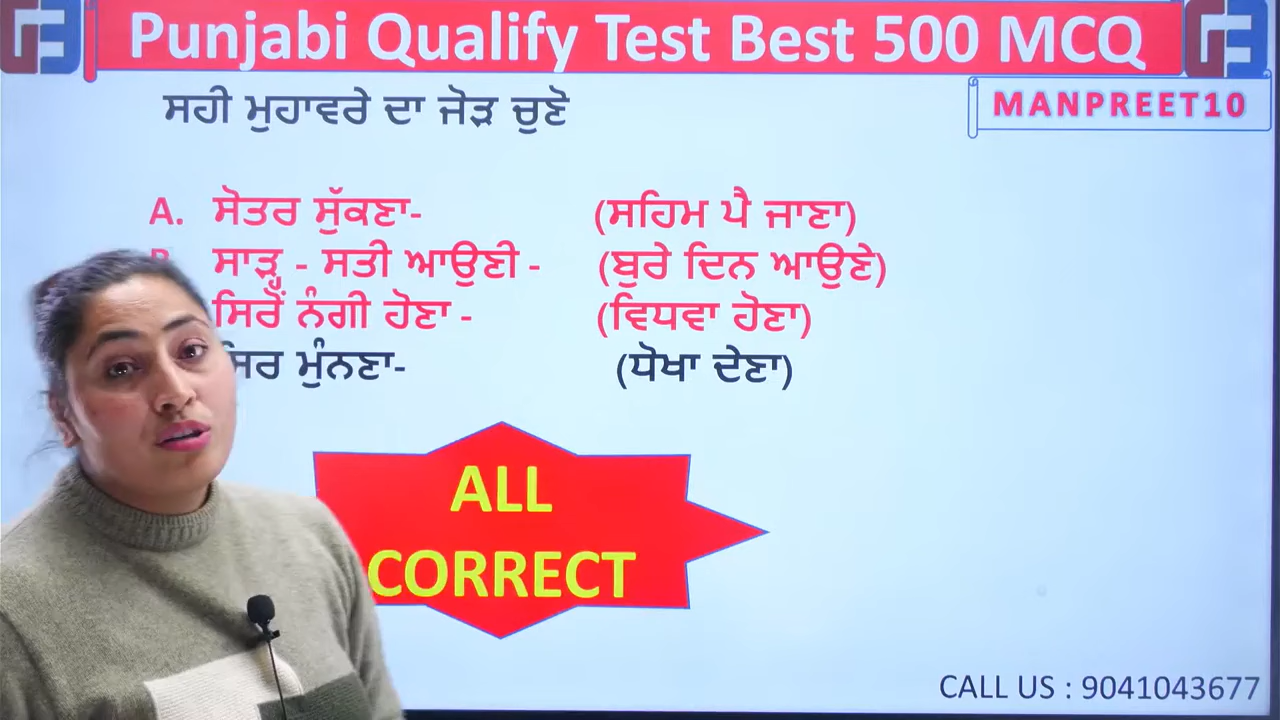 Punjabi Qualify Test Best 500 MCQ
ਸਹੀ ਮੁਹਾਵਰੇ ਦਾ ਜੋੜ ਚੁਣੋ
MANPREET10
A. ਸੋਤਰ ਸੁੱਕਣਾ- (ਸਹਿਮ ਪੈ ਜਾਣਾ)
ਸਾੜ੍ਹ - ਸਤੀ ਆਉਣੀ - (ਬੁਰੇ ਦਿਨ ਆਉਣੇ)
ਸਿਰੋਂ ਨੰਗੀ ਹੋਣਾ - (ਵਿਧਵਾ ਹੋਣਾ)
ਸਿਰ ਮੁੰਨਣਾ- (ਧੋਖਾ ਦੇਣਾ)
ALL
CORRECT
CALL US : 9041043677